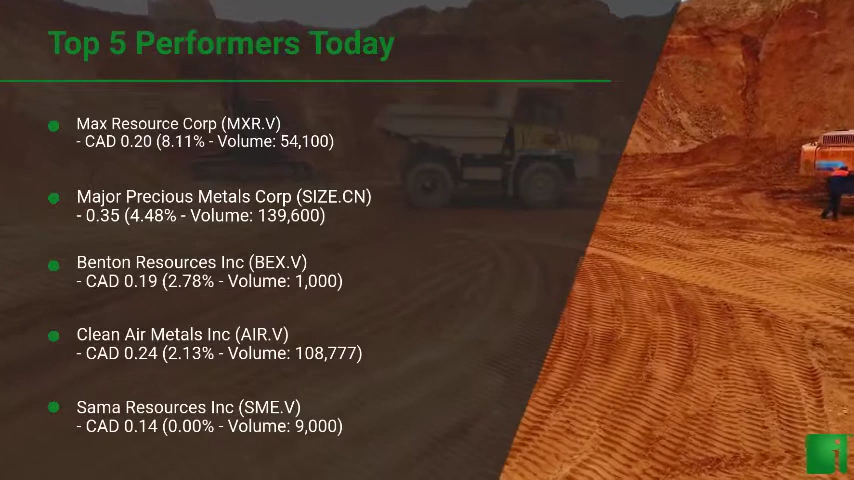 Top 5 Performers Today
Max Resource Corp (MXR.V)
- CAD 0.20 (8.11% - Volume: 54,100)
Major Precious Metals Corp (SIZE.CN)
- 0.35 (4.48% - Volume: 139,600)
Benton Resources Inc (BEX.V)
- CAD 0.19 (2.78% - Volume: 1,000)
Clean Air Metals Inc (AIR.V)
- CAD 0.24 (2.13% - Volume: 108,777)
Sama Resources Inc (SME.V)
- CAD 0.14 (0.00% - Volume: 9,000)
i